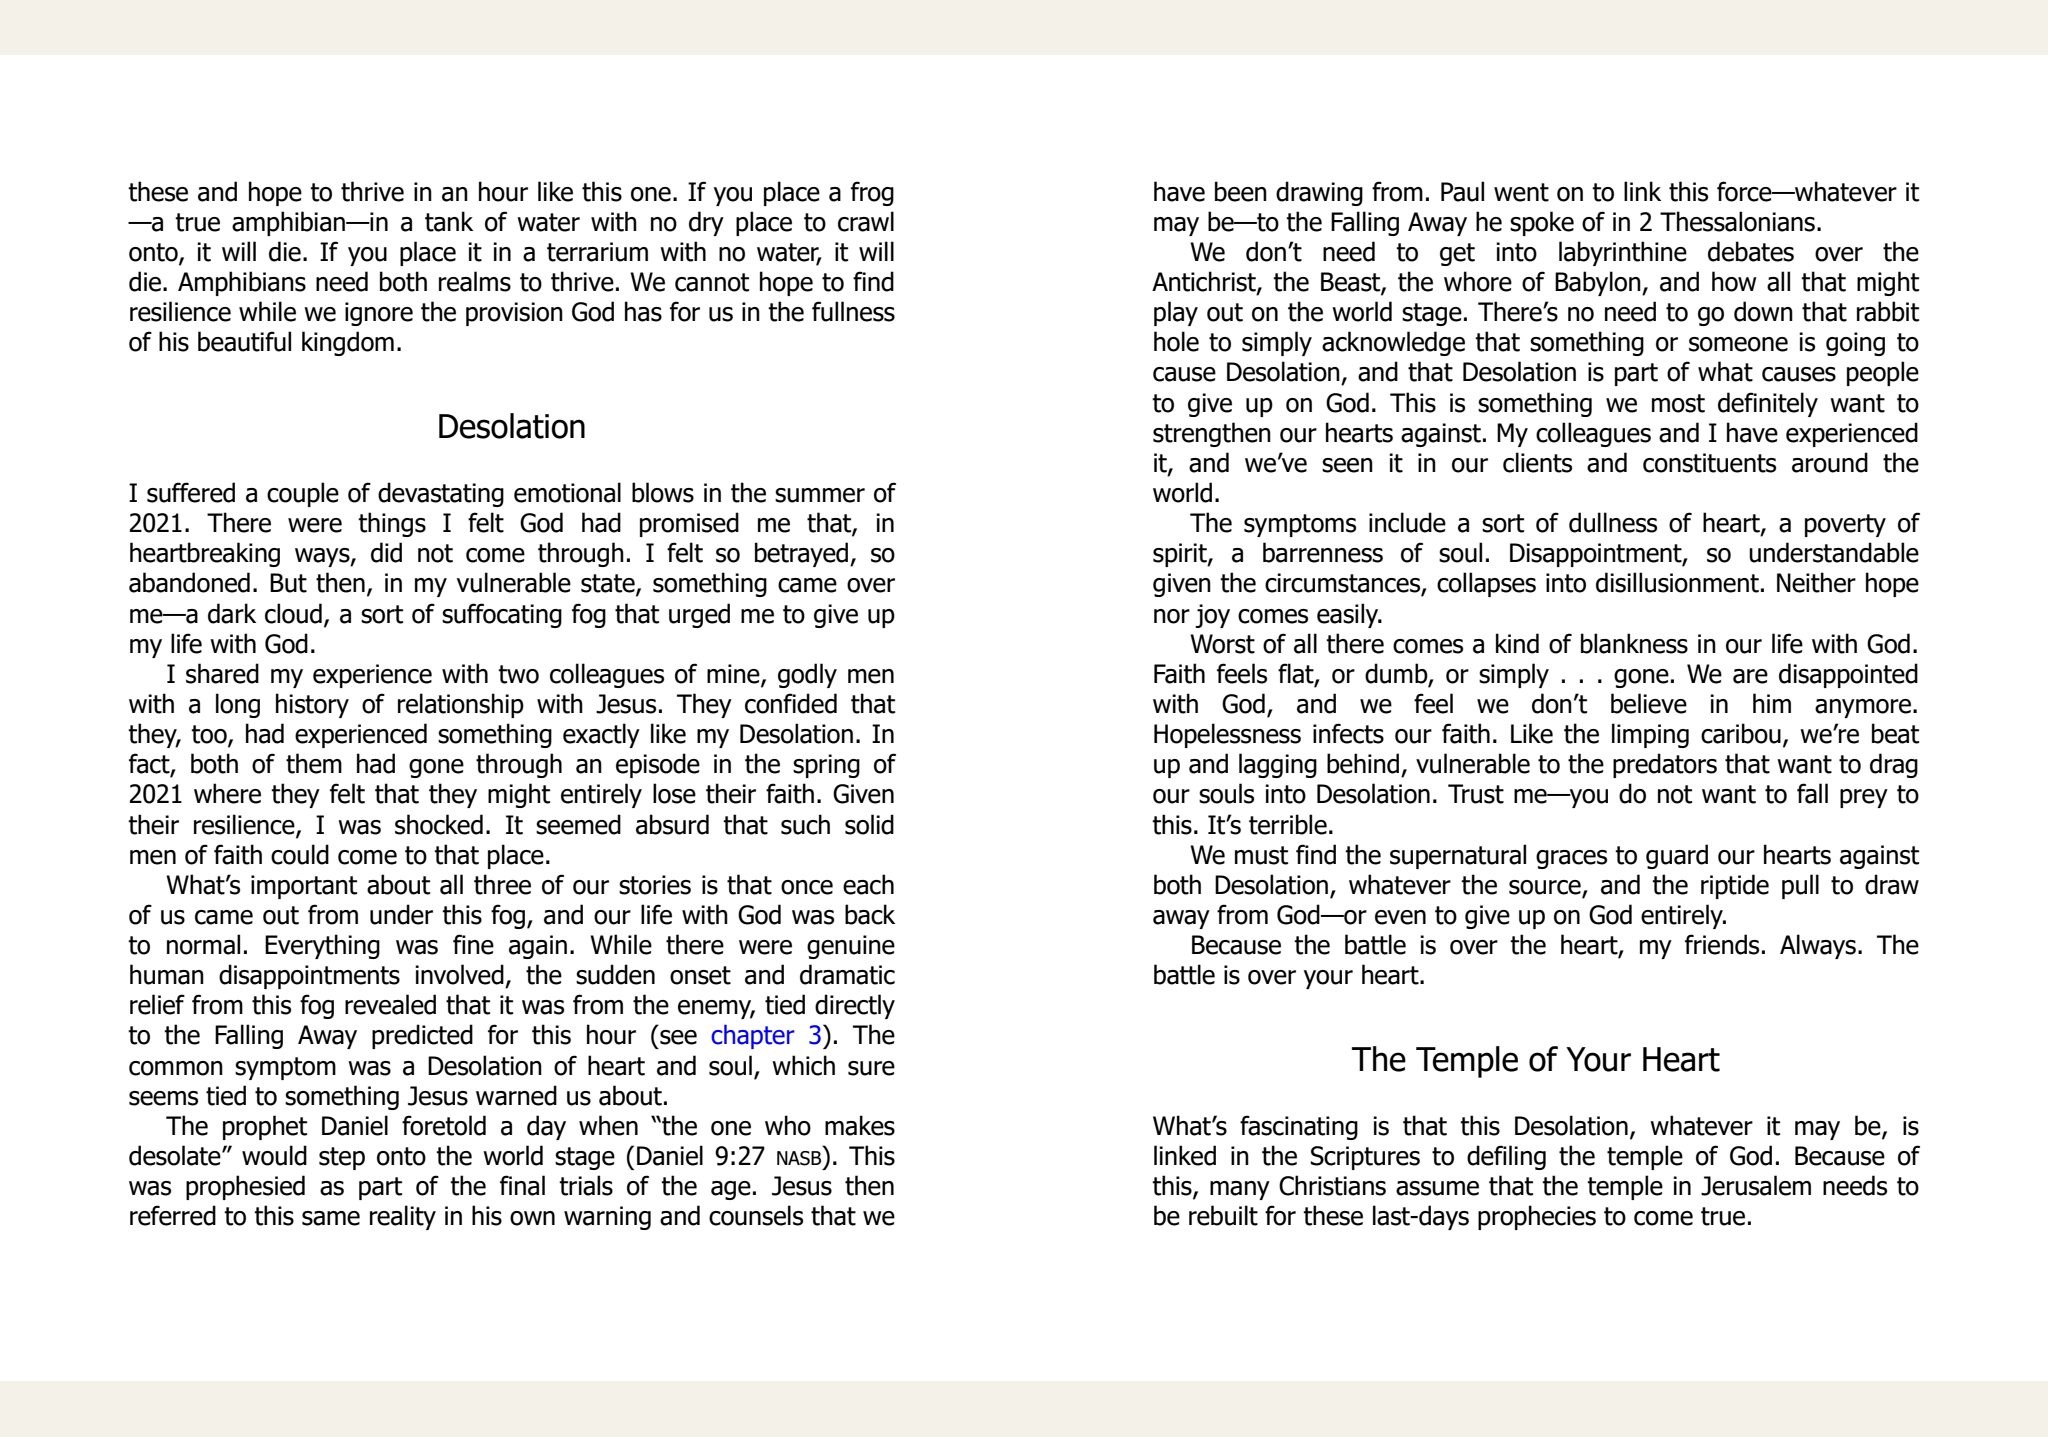 these and hope to thrive in an hour like this one. If you place a frog
—a true amphibian—in a tank of water with no dry place to crawl
onto, it will die. If you place it in a terrarium with no water, it will
die. Amphibians need both realms to thrive. We cannot hope to find
resilience while we ignore the provision God has for us in the fullness
of his beautiful kingdom.
Desolation
I suffered a couple of devastating emotional blows in the summer of
2021. There were things I felt God had promised me that, in
heartbreaking ways, did not come through. I felt so betrayed, so
abandoned. But then, in my vulnerable state, something came over
me—a dark cloud, a sort of suffocating fog that urged me to give up
my life with God.
I shared my experience with two colleagues of mine, godly men
with a long history of relationship with Jesus. They confided that
they, too, had experienced something exactly like my Desolation. In
fact, both of them had gone through an episode in the spring of
2021 where they felt that they might entirely lose their faith. Given
their resilience, I was shocked. It seemed absurd that such solid
men of faith could come to that place.
What’s important about all three of our stories is that once each
of us came out from under this fog, and our life with God was back
to normal. Everything was fine again. While there were genuine
human disappointments involved, the sudden onset and dramatic
relief from this fog revealed that it was from the enemy, tied directly
to the Falling Away predicted for this hour (see chapter 3). The
common symptom was a Desolation of heart and soul, which sure
seems tied to something Jesus warned us about.
The prophet Daniel foretold a day when “the one who makes
desolate” would step onto the world stage (Daniel 9:27 NASB). This
was prophesied as part of the final trials of the age. Jesus then
referred to this same reality in his own warning and counsels that we
have been drawing from. Paul went on to link this force—whatever it
may be—to the Falling Away he spoke of in 2 Thessalonians.
We don’t need to get into labyrinthine debates over the
Antichrist, the Beast, the whore of Babylon, and how all that might
play out on the world stage. There’s no need to go down that rabbit
hole to simply acknowledge that something or someone is going to
cause Desolation, and that Desolation is part of what causes people
to give up on God. This is something we most definitely want to
strengthen our hearts against. My colleagues and I have experienced
it, and we’ve seen it in our clients and constituents around the
world.
The symptoms include a sort of dullness of heart, a poverty of
spirit, a barrenness of soul. Disappointment, so understandable
given the circumstances, collapses into disillusionment. Neither hope
nor joy comes easily.
Worst of all there comes a kind of blankness in our life with God.
Faith feels flat, or dumb, or simply . . . gone. We are disappointed
with God, and we feel we don’t believe in him anymore.
Hopelessness infects our faith. Like the limping caribou, we’re beat
up and lagging behind, vulnerable to the predators that want to drag
our souls into Desolation. Trust me—you do not want to fall prey to
this. It’s terrible.
We must find the supernatural graces to guard our hearts against
both Desolation, whatever the source, and the riptide pull to draw
away from God—or even to give up on God entirely.
Because the battle is over the heart, my friends. Always. The
battle is over your heart.
The Temple of Your Heart
What’s fascinating is that this Desolation, whatever it may be, is
linked in the Scriptures to defiling the temple of God. Because of
this, many Christians assume that the temple in Jerusalem needs to
be rebuilt for these last-days prophecies to come true.